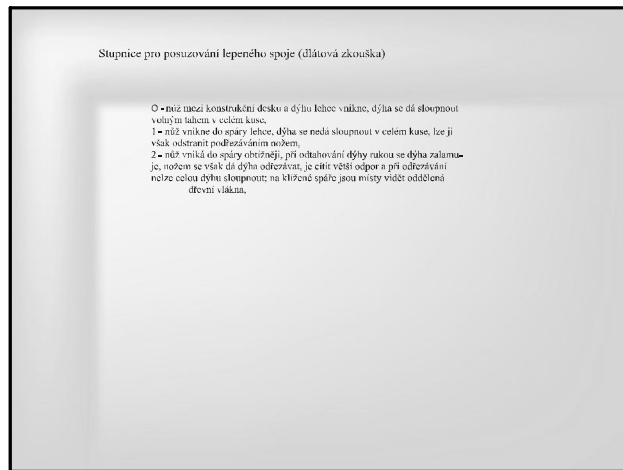 Stupnice pro posuzování lepeného spoje (dlátová zkouška)
O - nůž mezi konstrukční desku a dýhu lehce vnikne, dýha se dá sloupnout
volným tahem v celém kuse,
1 - nůž vnikne do spáry lehce, dýha se nedá sloupnout v celém kuse, lze ji
však odstranit podřezáváním nožem,
2 - nůž vniká do spáry obtížněji, při odtahování dýhy rukou se dýha zalamu-
je, nožem se však dá dýha odřezávat, je cítit větší odpor a při odřezávání
nelze celou dýhu sloupnout; na klížené spáře jsou místy vidět oddělená
dřevní vlákna,